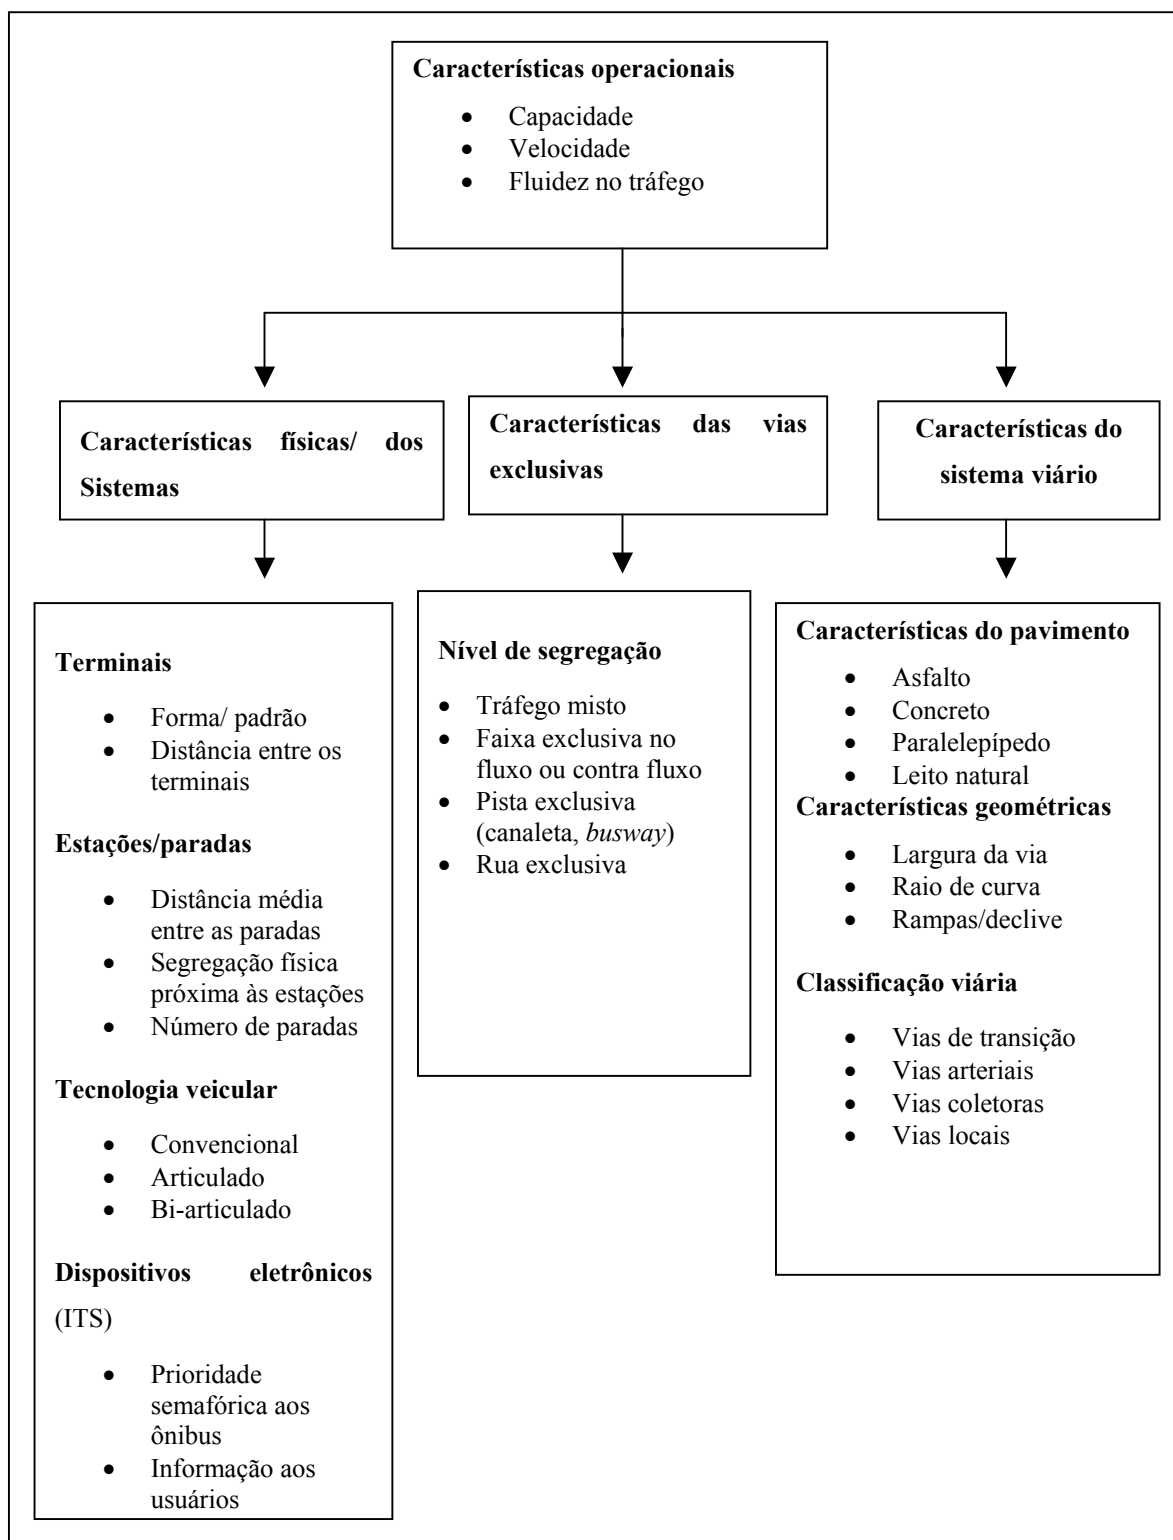 Características operacionais
• Capacidade
• Velocidade
• Fluidez no tráfego
Características físicas/ dos
Sistemas
Características das vias
exclusivas
Características do
sistema viário
Terminais
• Forma/ padrão
• Distância entre os
terminais
Estações/paradas
• Distância média
entre as paradas
• Segregação física
próxima às estações
• Número de paradas
Tecnologia veicular
• Convencional
• Articulado
• Bi-articulado
Dispositivos eletrônicos
(ITS)
• Prioridade
semafórica aos
ônibus
• Informação aos
usuários
Nível de segregação
• Tráfego misto
• Faixa exclusiva no
fluxo ou contra fluxo
• Pista exclusiva
(canaleta, busway)
• Rua exclusiva
Características do pavimento
• Asfalto
• Concreto
• Paralelepípedo
• Leito natural
Características geométricas
• Largura da via
• Raio de curva
• Rampas/declive
Classificação viária
• Vias de transição
• Vias arteriais
• Vias coletoras
• Vias locais